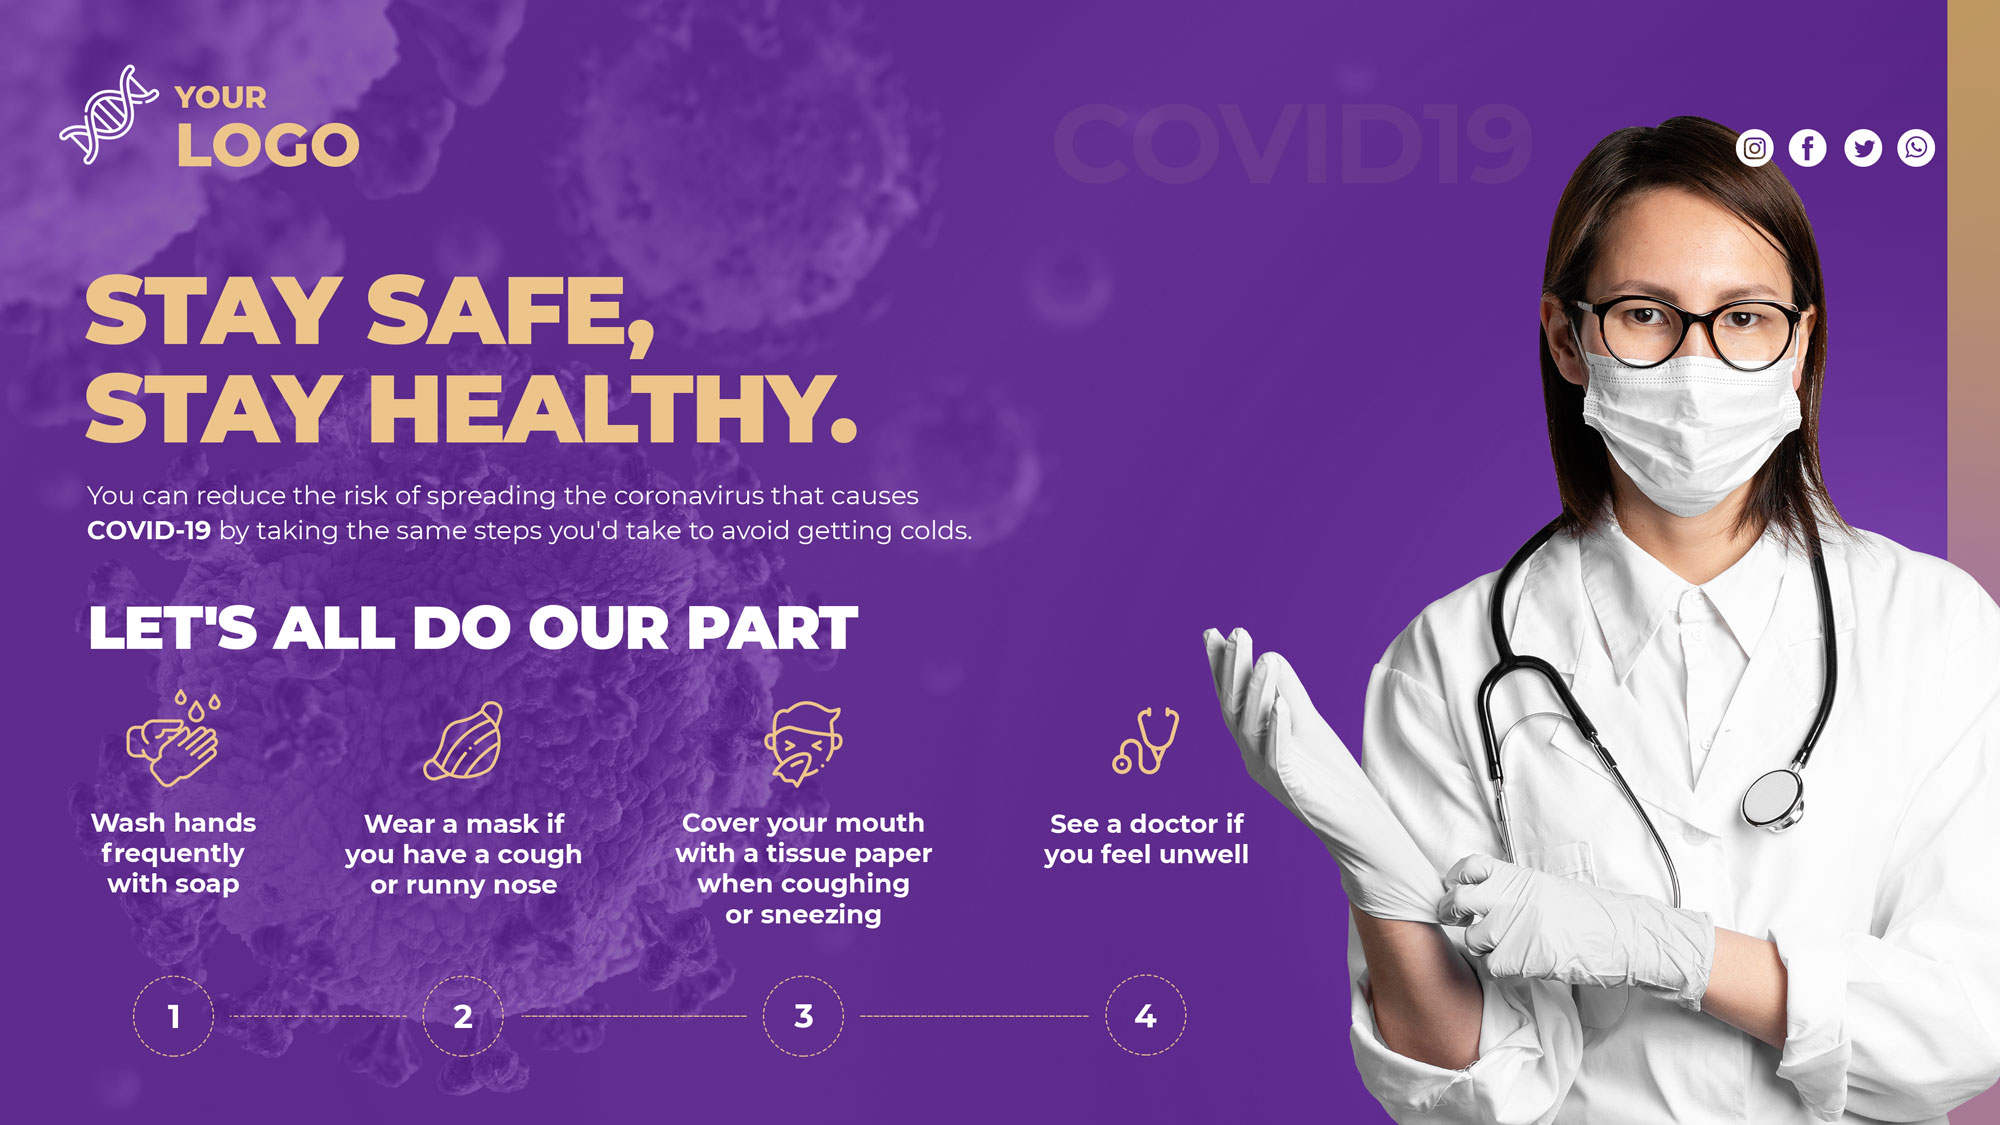 YOUR
LOGO
COVID19
STAY SAFE,
STAY HEALTHY.
You can reduce the risk of spreading the coronavirus that causes
COVID-19 by taking the same steps you'd take to avoid getting colds.
LET'S ALL DO OUR PART
Wash hands
frequently
with soap
Wear a mask if
you have a cough
or runny nose
Cover your mouth
with a tissue paper
when coughing
or sneezing
See a doctor if
you feel unwell
1
2
3
4